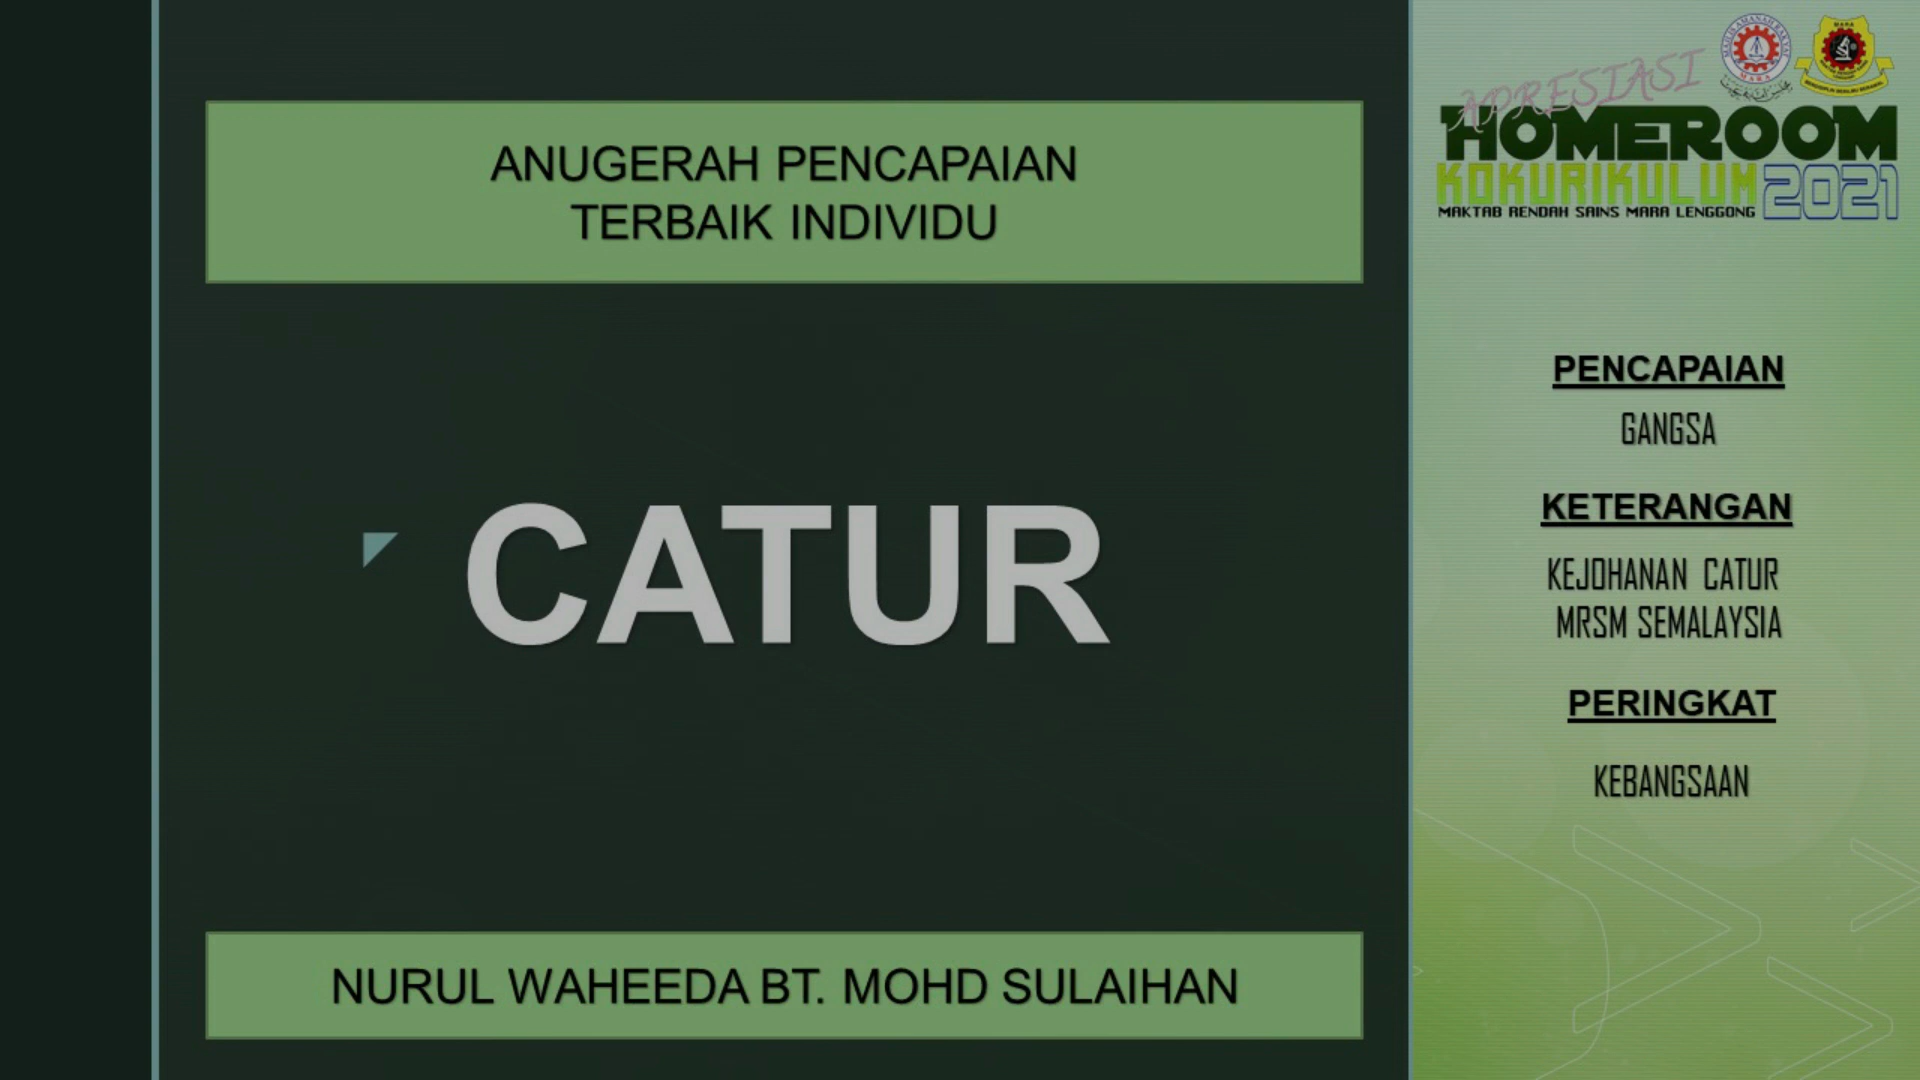 ANUGERAH PENCAPAIAN
TERBAIK INDIVIDU
CATUR
NURUL WAHEEDA BT. MOHD SULAIHAN
APRESIASI
HOMEROOM
KOKURIKULUM 2021
MAKTAB RENDAH SAINS MARA LENGGONG
PENCAPAIAN
GANGSA
KETERANGAN
KEJOHANAN CATUR
MRSM SEMALAYSIA
PERINGKAT
KEBANGSAAN